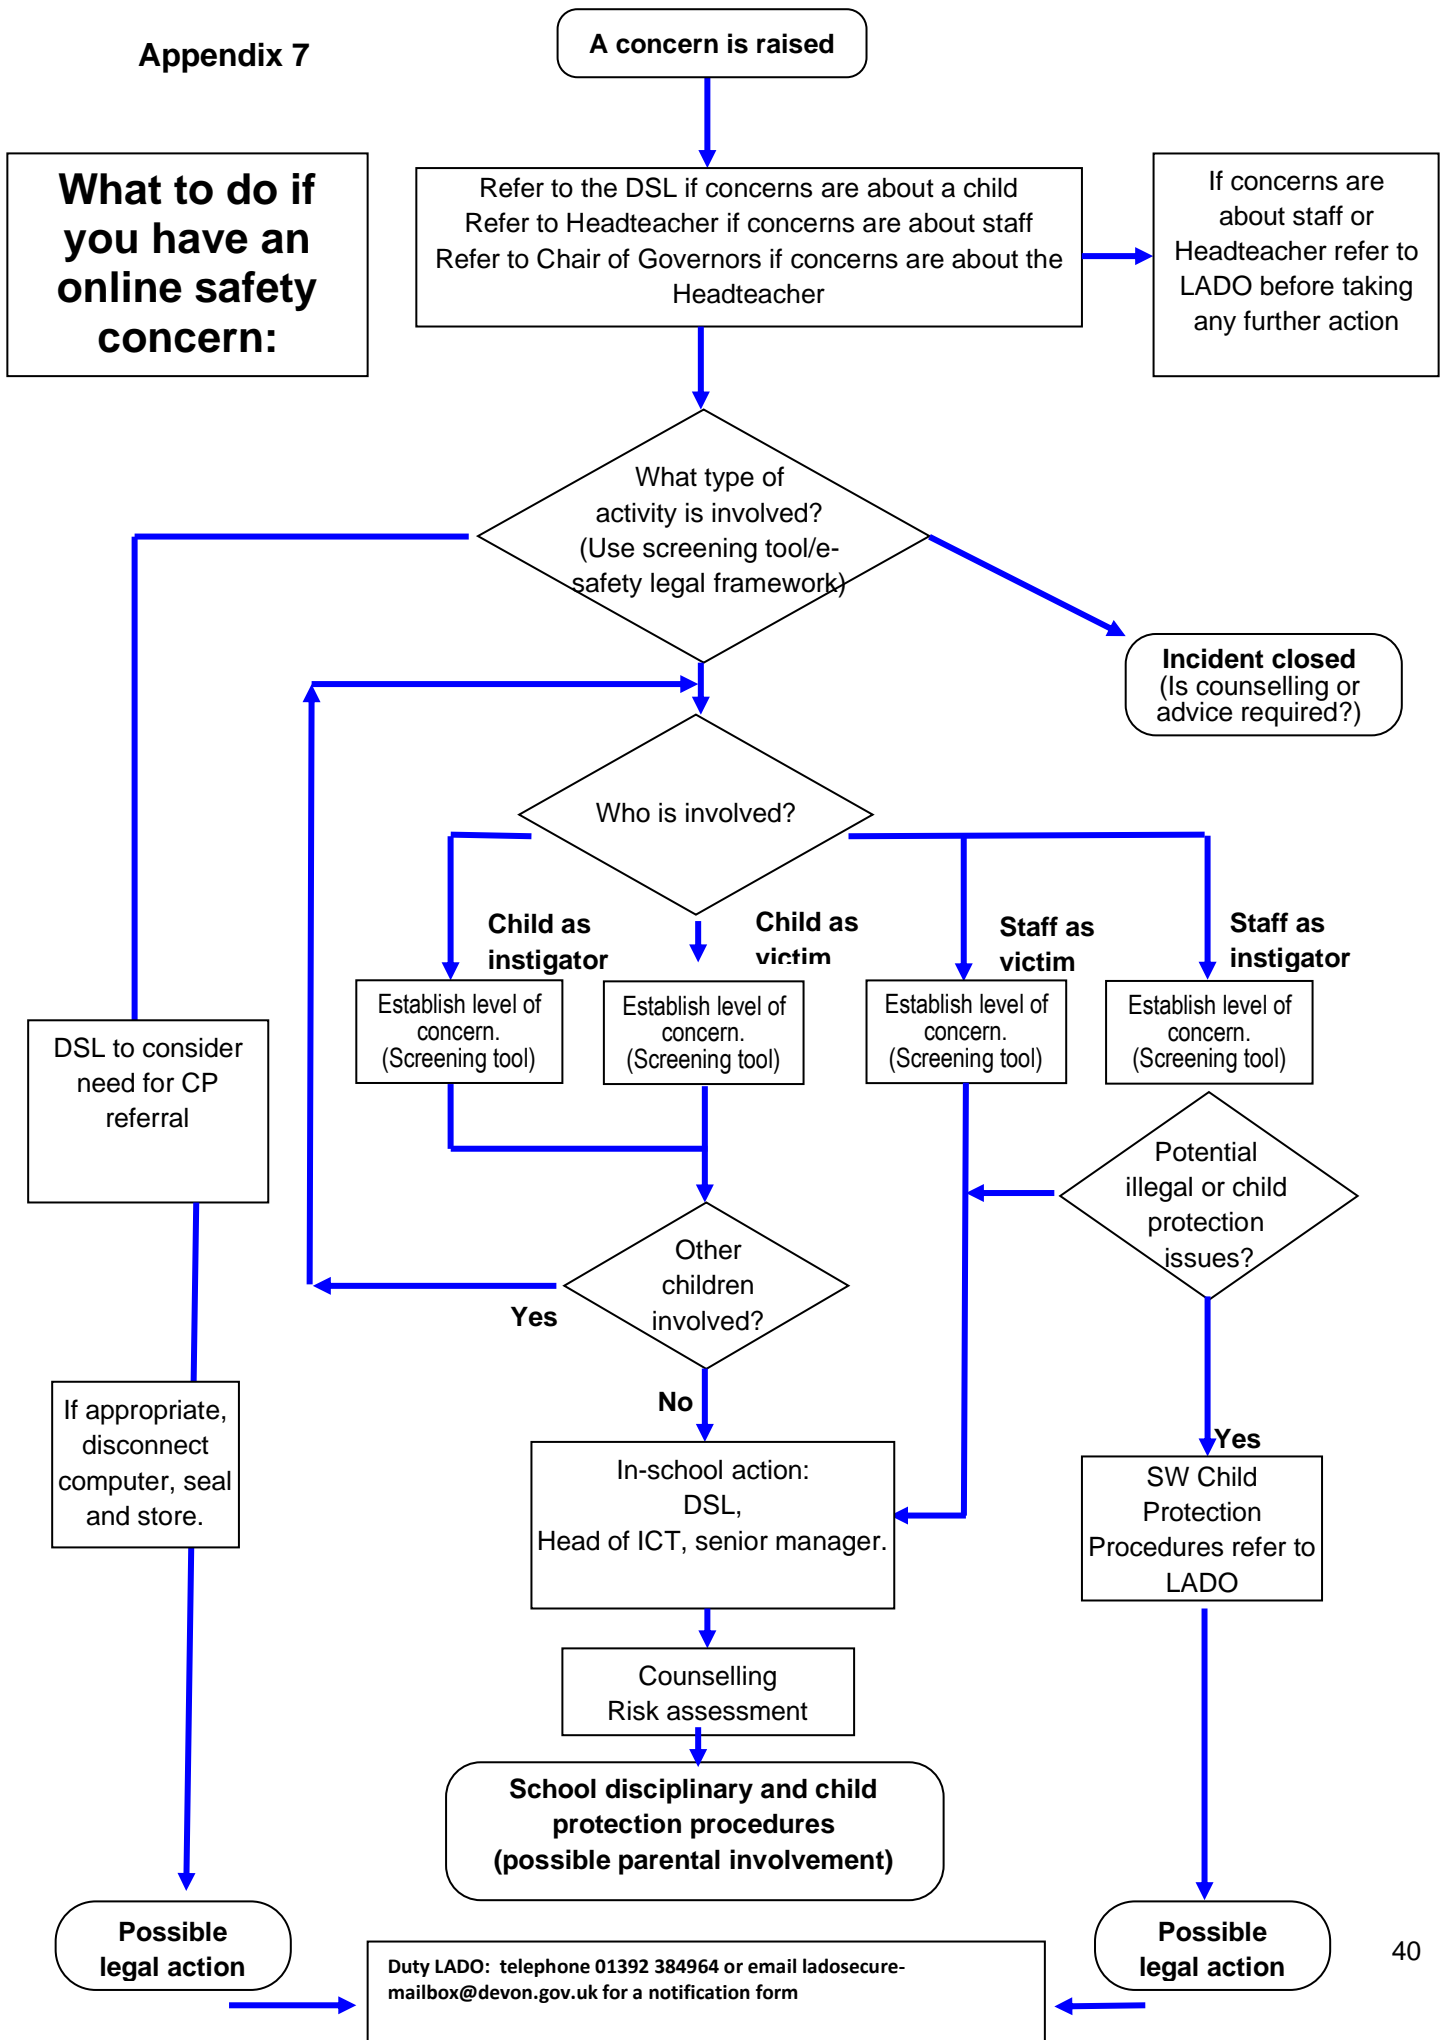 Appendix 7
A concern is raised
What to do if
you have an
online safety
concern:
Refer to the DSL if concerns are about a child
Refer to Headteacher if concerns are about staff
Refer to Chair of Governors if concerns are about the
Headteacher
If concerns are
about staff or
Headteacher refer to
LADO before taking
any further action
What type of
activity is involved?
(Use screening tool/e-
safety legal framework)
Incident closed
(Is counselling or
advice required?)
Who is involved?
Child as
instigator
Child as
victim
Staff as
victim
Staff as
instigator
Establish level of
concern.
(Screening tool)
Establish level of
concern.
(Screening tool)
Establish level of
concern.
(Screening tool)
Establish level of
concern.
(Screening tool)
DSL to consider
need for CP
referral
Potential
illegal or child
protection
issues?
Other
children
involved?
Yes
No
If appropriate,
disconnect
computer, seal
and store.
In-school action:
DSL,
Head of ICT, senior manager.
Yes
SW Child
Protection
Procedures refer to
LADO
Counselling
Risk assessment
School disciplinary and child
protection procedures
(possible parental involvement)
Possible
legal action
Possible
legal action
40
Duty LADO: telephone 01392 384964 or email ladosecure-
mailbox@devon.gov.uk for a notification form